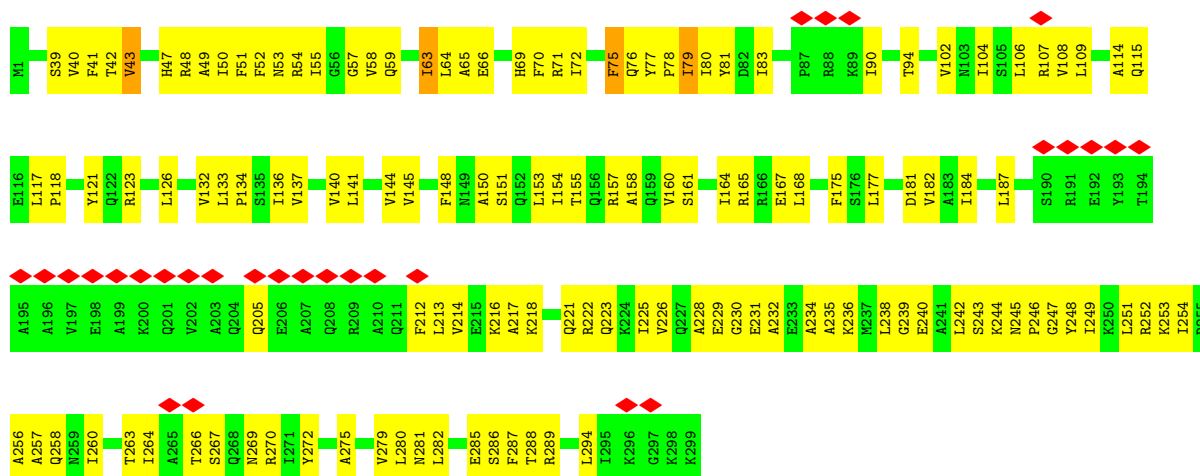 M1 S39 V40 F41 T42 V43 H47 R48 A49 I50 F51 F52 N53 R54 I55 G56 G57 V58 Q59 I63 L64 A65 E66 H69 F70 R71 I72 F75 Q76 Y77 P78 I79 I80 Y81 D82 I83 P87 R88 K89 I90 T94 V102 N103 I104 S105 L106 R107 V108 L109 A114 Q115
E116 L117 P118 Y121 Q122 R123 L126 V132 L133 P134 S135 I136 V137 V140 L141 V144 V145 F148 N149 A150 S151 Q152 L153 I154 T155 Q156 R157 A158 Q159 V160 S161 I164 R165 R166 E167 L168 F175 S176 L177 D181 V182 A183 I184 L187 S190 R191 E192 Y193 T194
A195 A196 V197 E198 A199 K200 Q201 V202 A203 Q204 Q205 E206 A207 Q208 R209 A210 Q211 F212 L213 V214 E215 K216 A217 K218 Q221 R222 Q223 K224 I225 V226 Q227 A228 E229 G230 E231 A232 E233 A234 A235 K236 M237 L238 G239 E240 A241 L242 S243 K244 N245 P246 G247 Y248 I249 K250 L251 R252 K253 I254
A256 A257 Q258 N259 I260 T263 I264 A265 T266 S267 Q268 N269 R270 I271 Y272 A275 V279 L280 N281 L282 E285 S286 F287 T288 R289 L294 I295 K296 G297 K298 K299